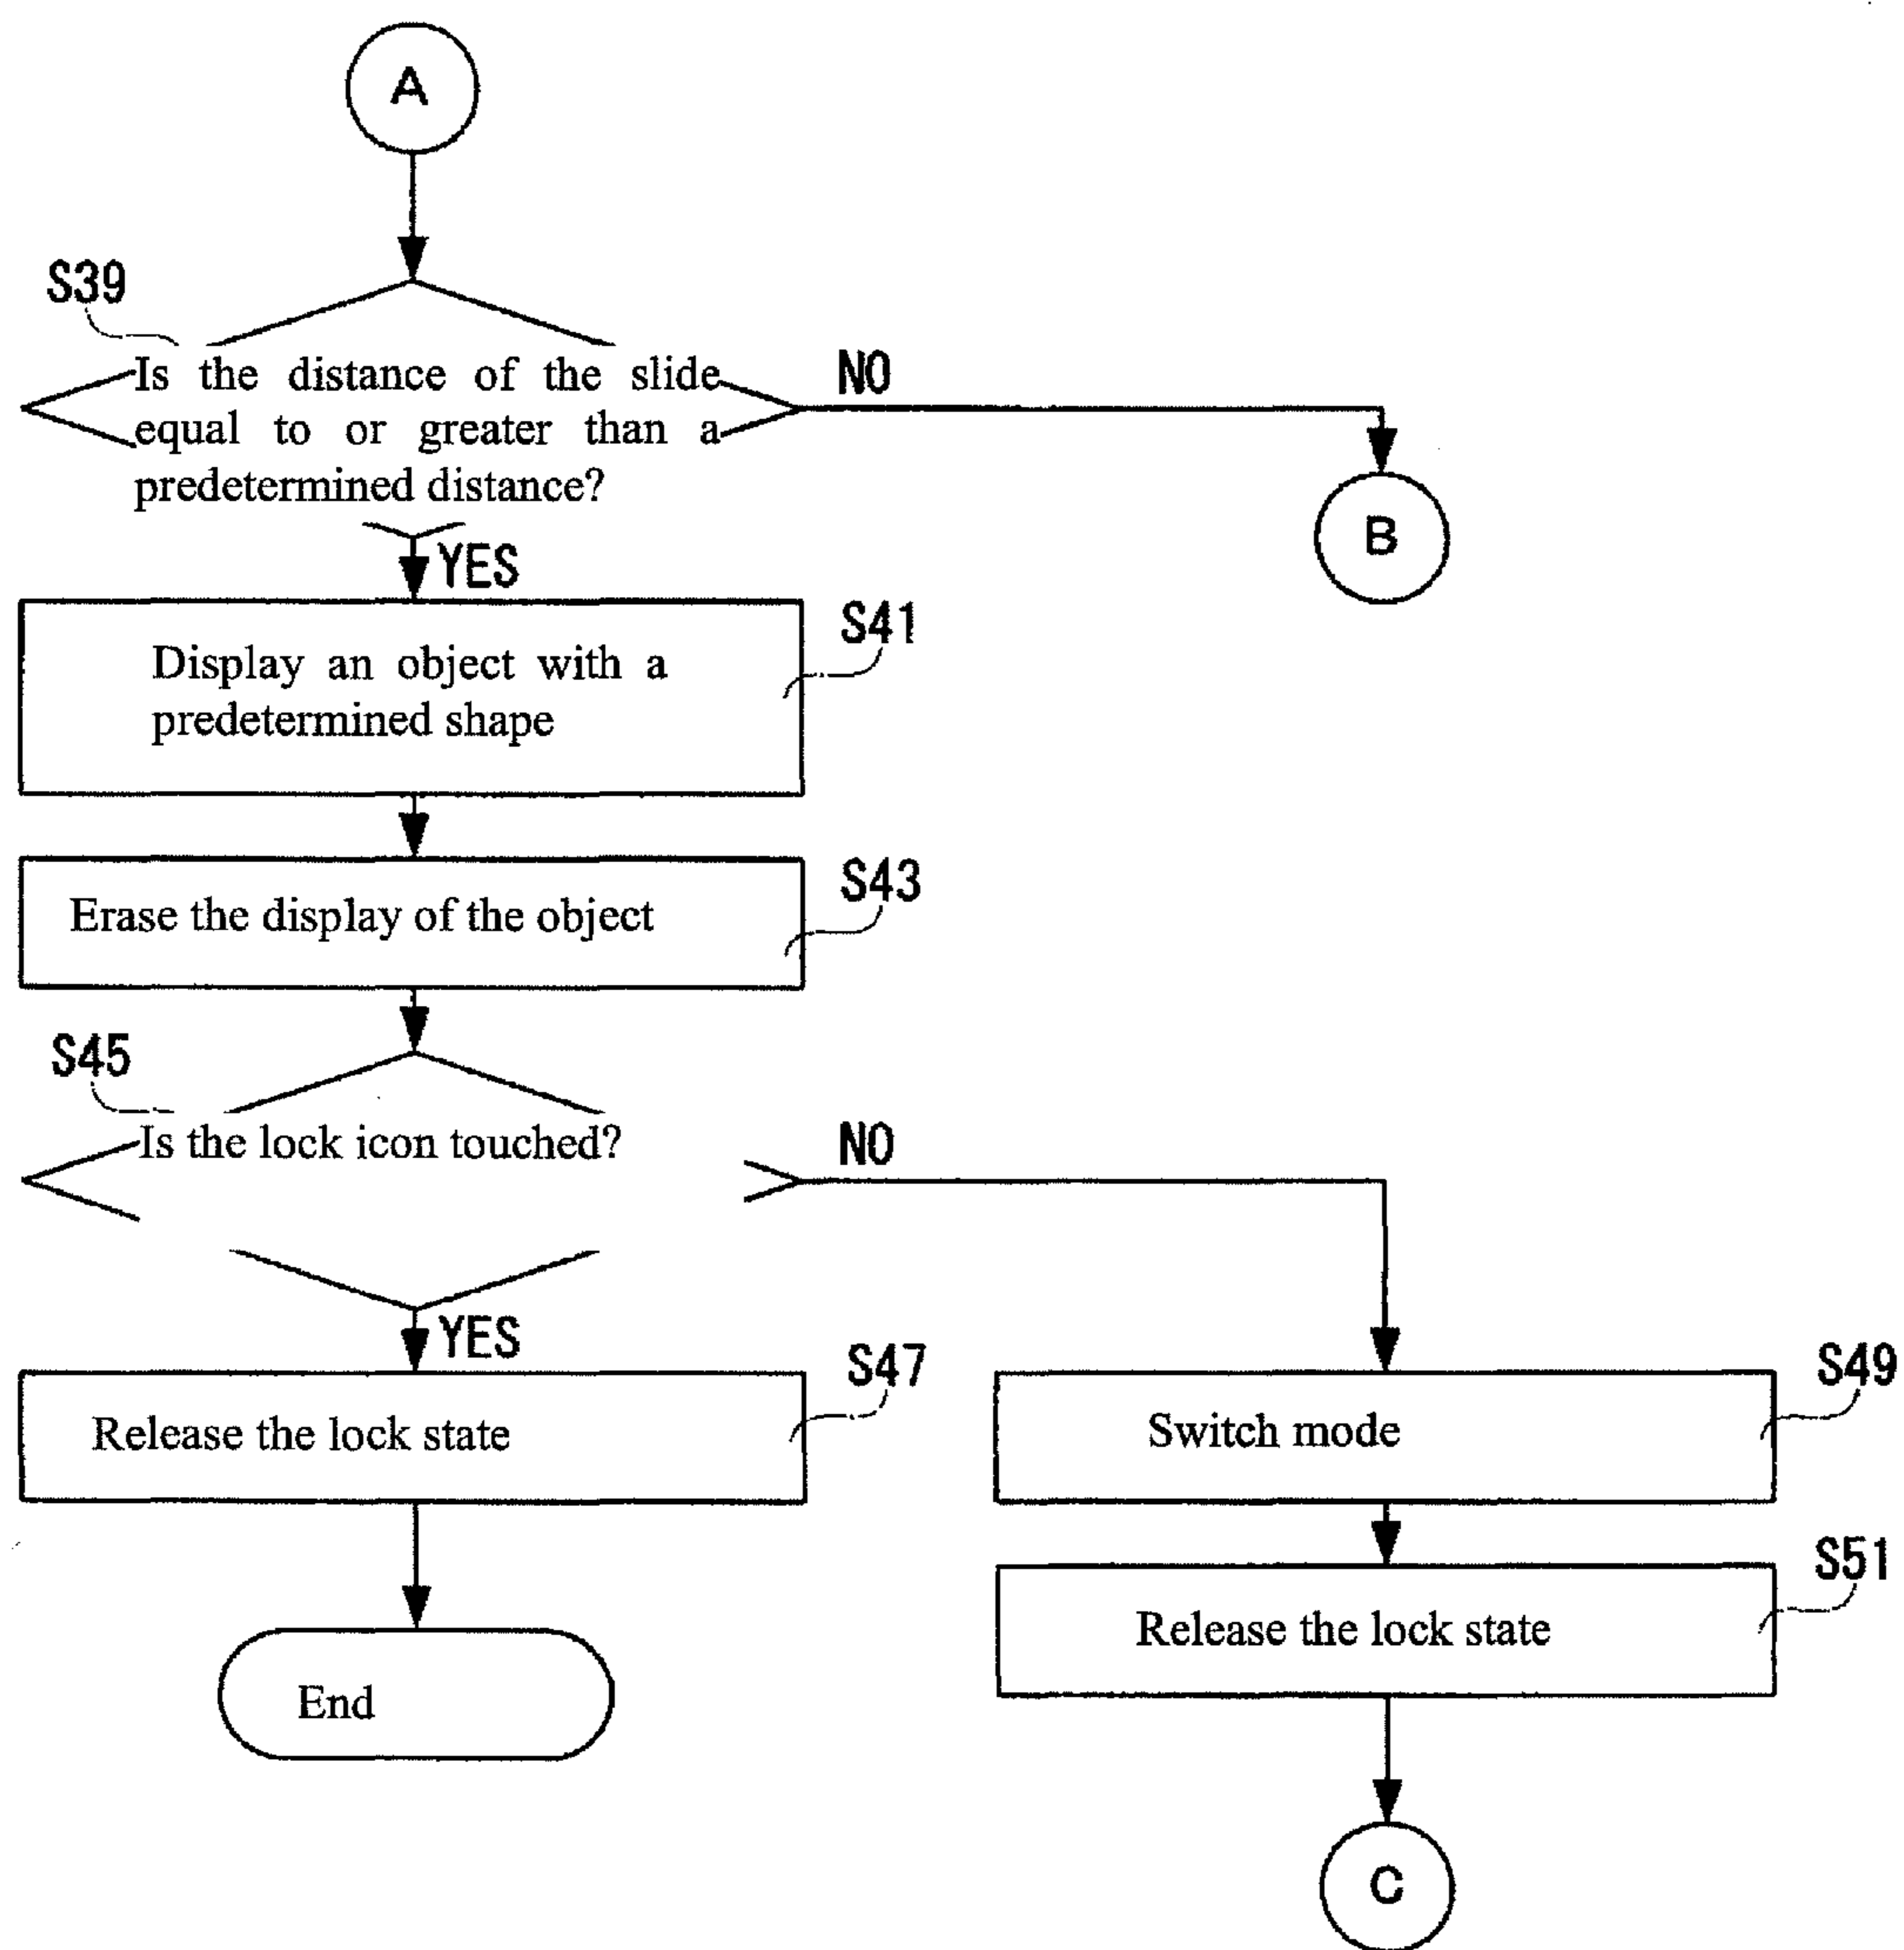 A
S39
Is the distance of the slide
equal to or greater than a
predetermined distance?
NO
B
YES
S41
Display an object with a
predetermined shape
S43
Erase the display of the object
S45
Is the lock icon touched?
NO
YES
S47
Release the lock state
S49
Switch mode
S51
Release the lock state
End
C